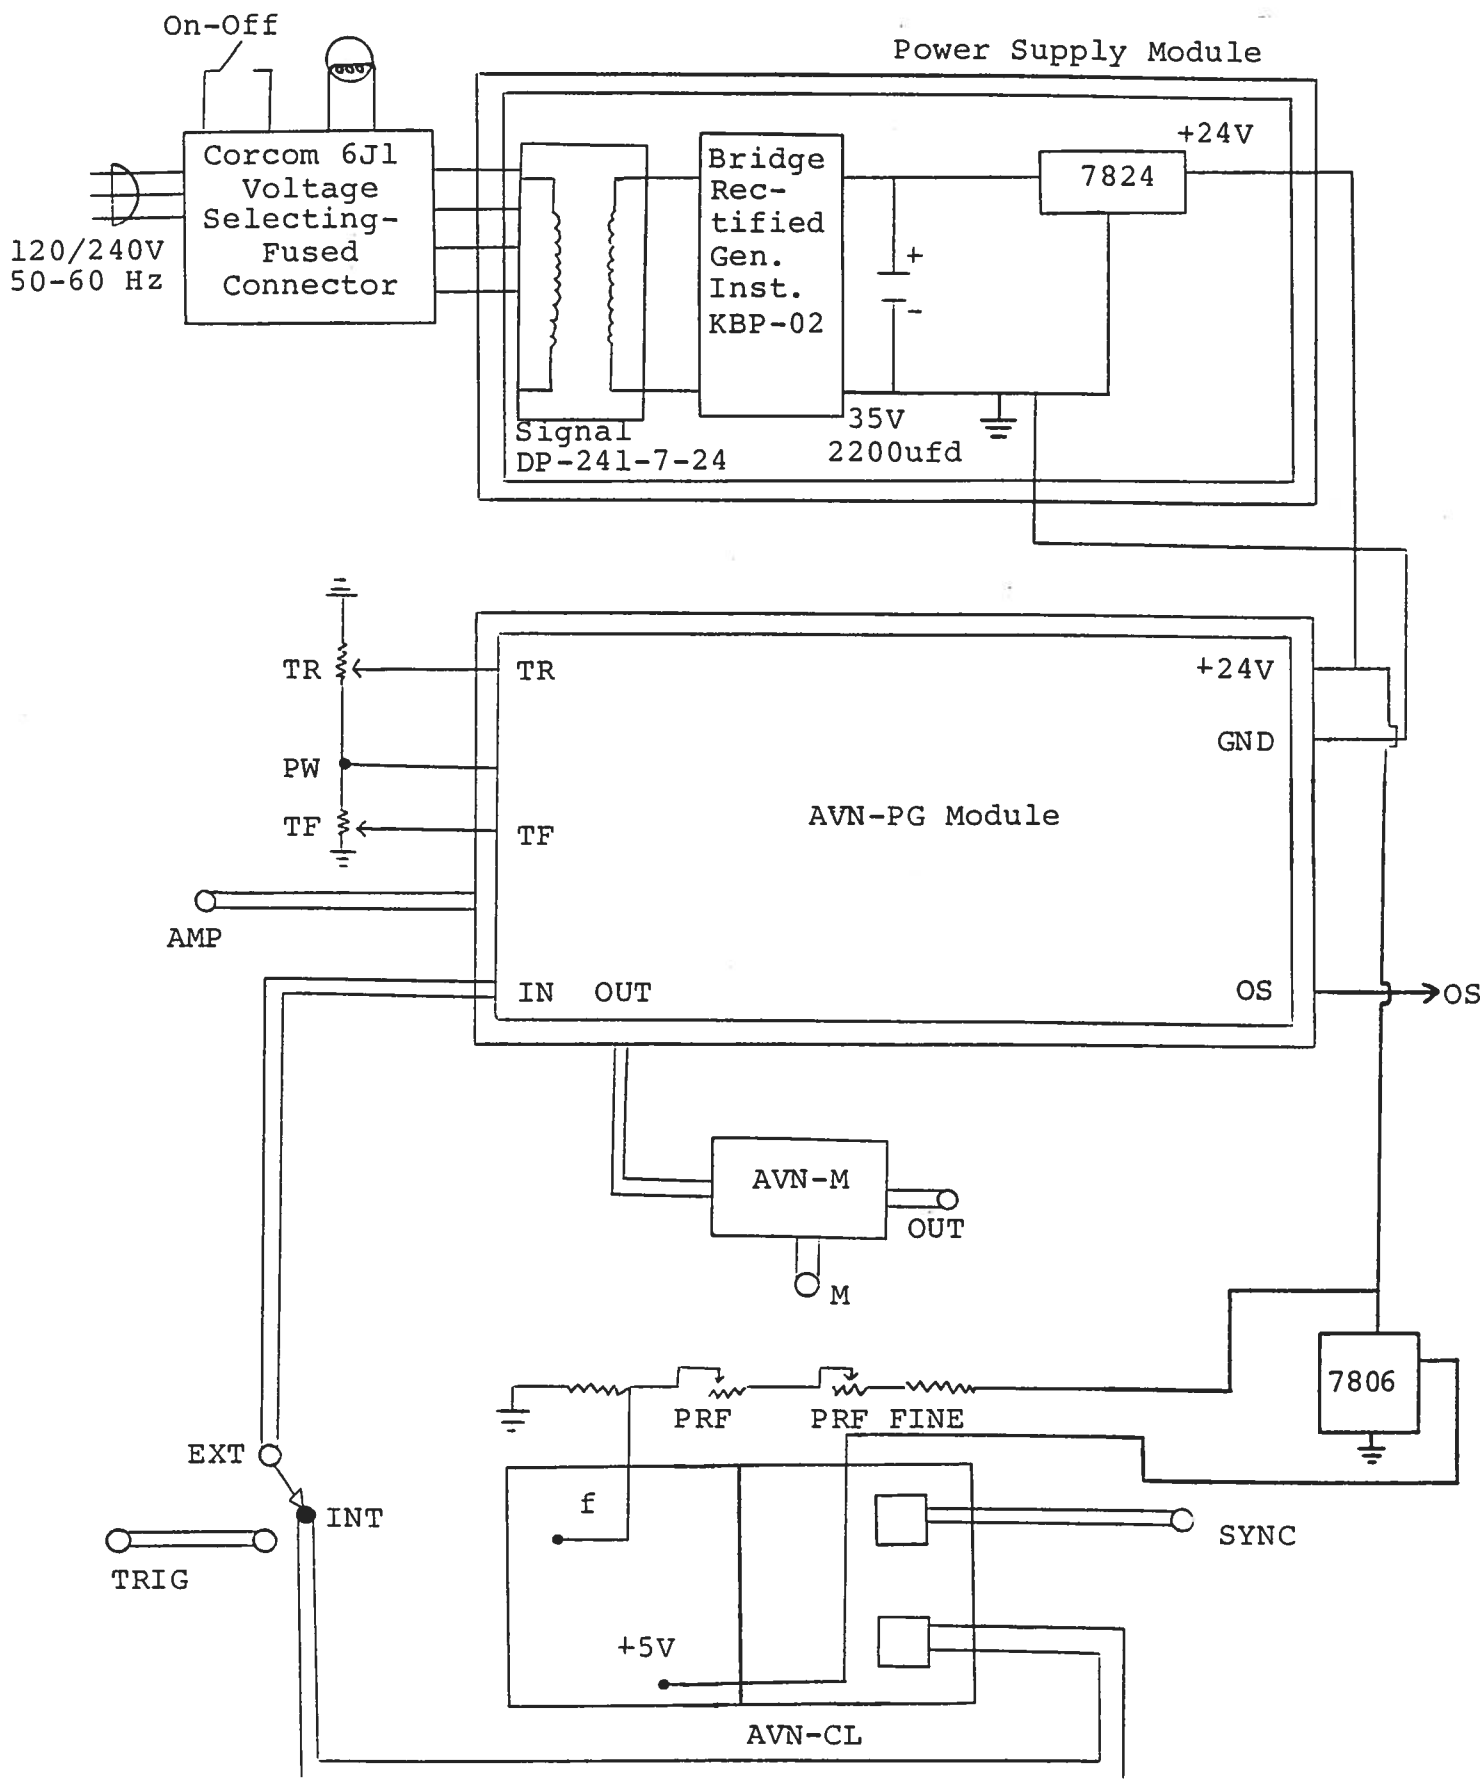 On-Off
Power Supply Module
Corcom 6J1
Voltage
Selecting-
Fused
Connector
120/240V
50-60 Hz
Bridge
Rec-
tified
Gen.
Inst.
KBP-02
+24V
7824
+
-
35V
2200ufd
Signal
DP-241-7-24
TR
TR
+24V
GND
PW
AVN-PG Module
TF
TF
AMP
IN OUT
OS
OS
AVN-M
OUT
M
7806
PRF
PRF FINE
EXT
f
INT
SYNC
TRIG
+5V
AVN-CL